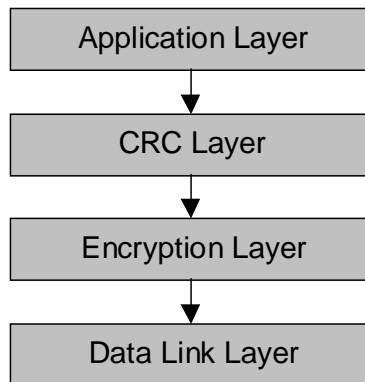 Application Layer
CRC Layer
Encryption Layer
Data Link Layer